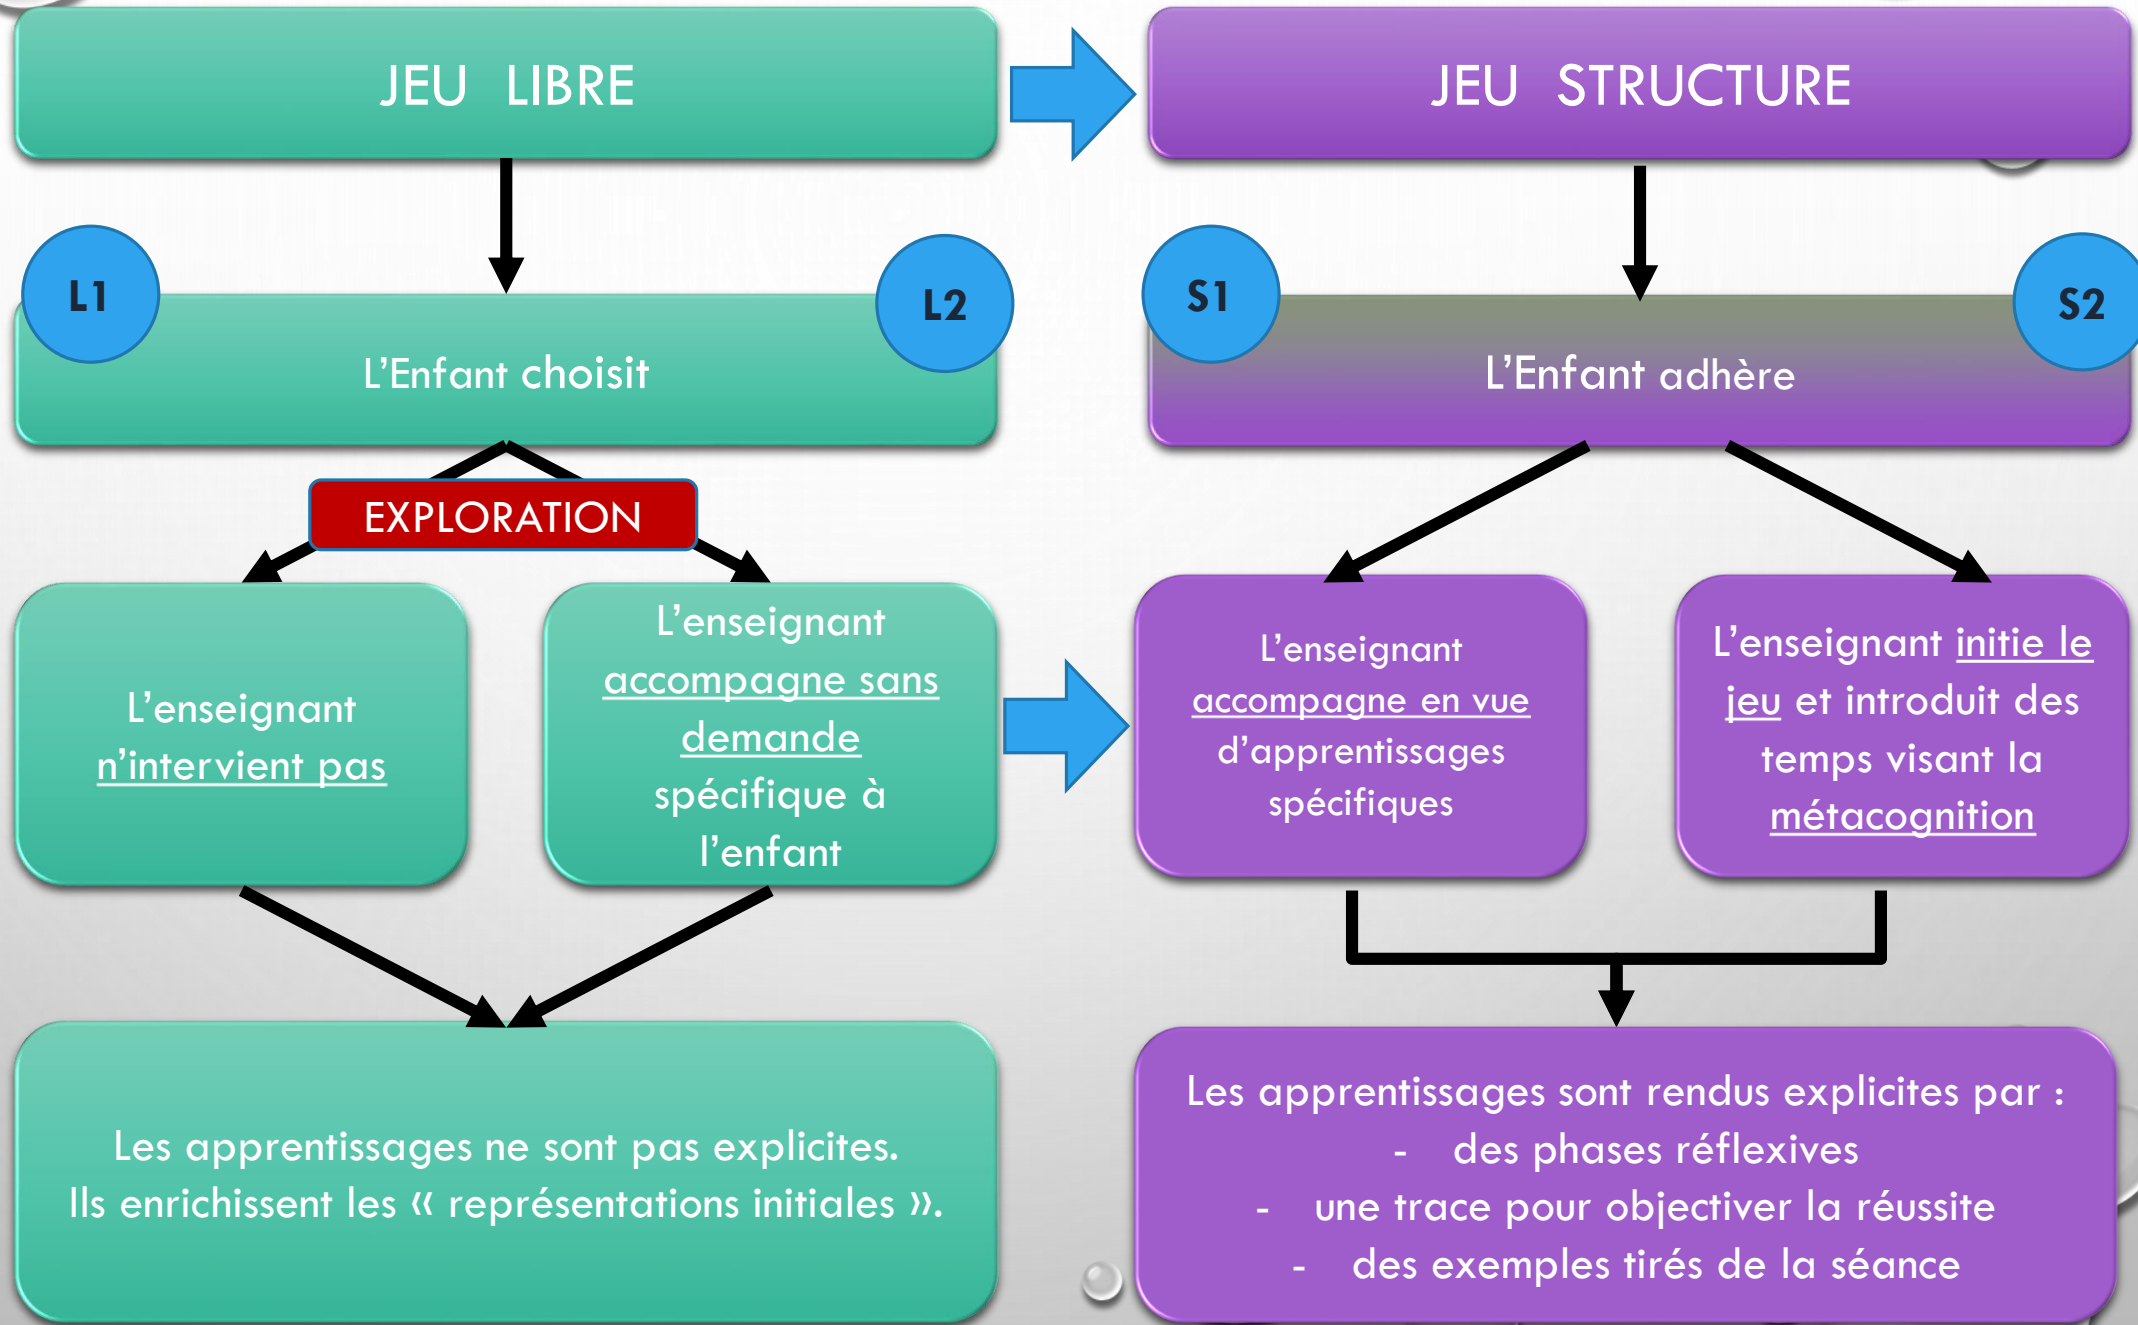 JEU LIBRE
JEU STRUCTURE
L1
L2
L'Enfant choisit
S1
S2
L'Enfant adhère
EXPLORATION
L'enseignant
n'intervient pas
L'enseignant
accompagne sans
demande
spécifique à
l'enfant
L'enseignant
accompagne en vue
d'apprentissages
spécifiques
L'enseignant initie le
jeu et introduit des
temps visant la
métacognition
Les apprentissages ne sont pas explicites.
Ils enrichissent les « représentations initiales ».
Les apprentissages sont rendus explicites par :
- des phases réflexives
- une trace pour objectiver la réussite
- des exemples tirés de la séance